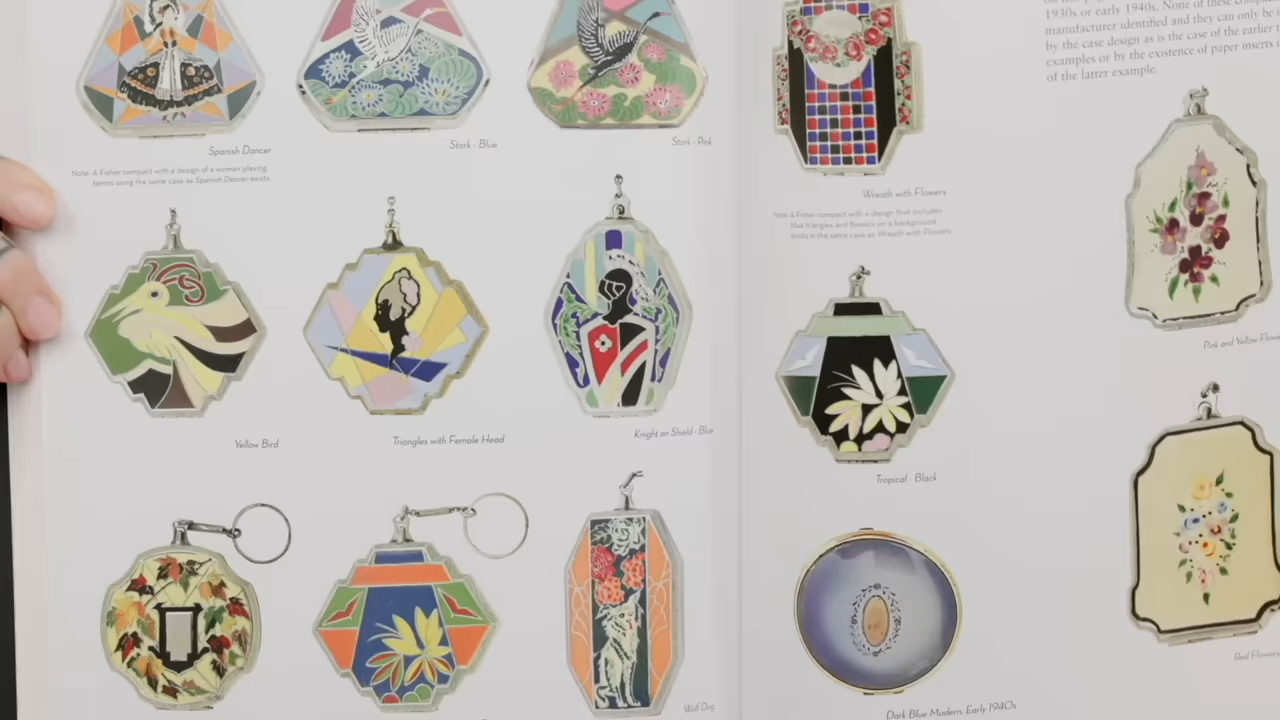 1930s or early 1940s. None of these
manufacturer identified and they can only be
by the case design as is the case of the earlier
examples or by the existence of paper inserts
of the latter example.
Spanish Dancer
Note: A Fisher compact with a design of a woman playing
tennis using the same case as Spanish Dancer exists.
Stork - Blue
Stork - Pink
Wreath with Flowers
Note A Fisher compact with a design that includes
thin triangles and flowers on a background
exists in the same case as Wreath with Flowers
Yellow Bird
Triangles with Female Head
Knight on Shield - Blue
Tropical - Black
Pink and Yellow
Wolf Dog
Dark Blue Modern, Early 1940s
Red Flowers